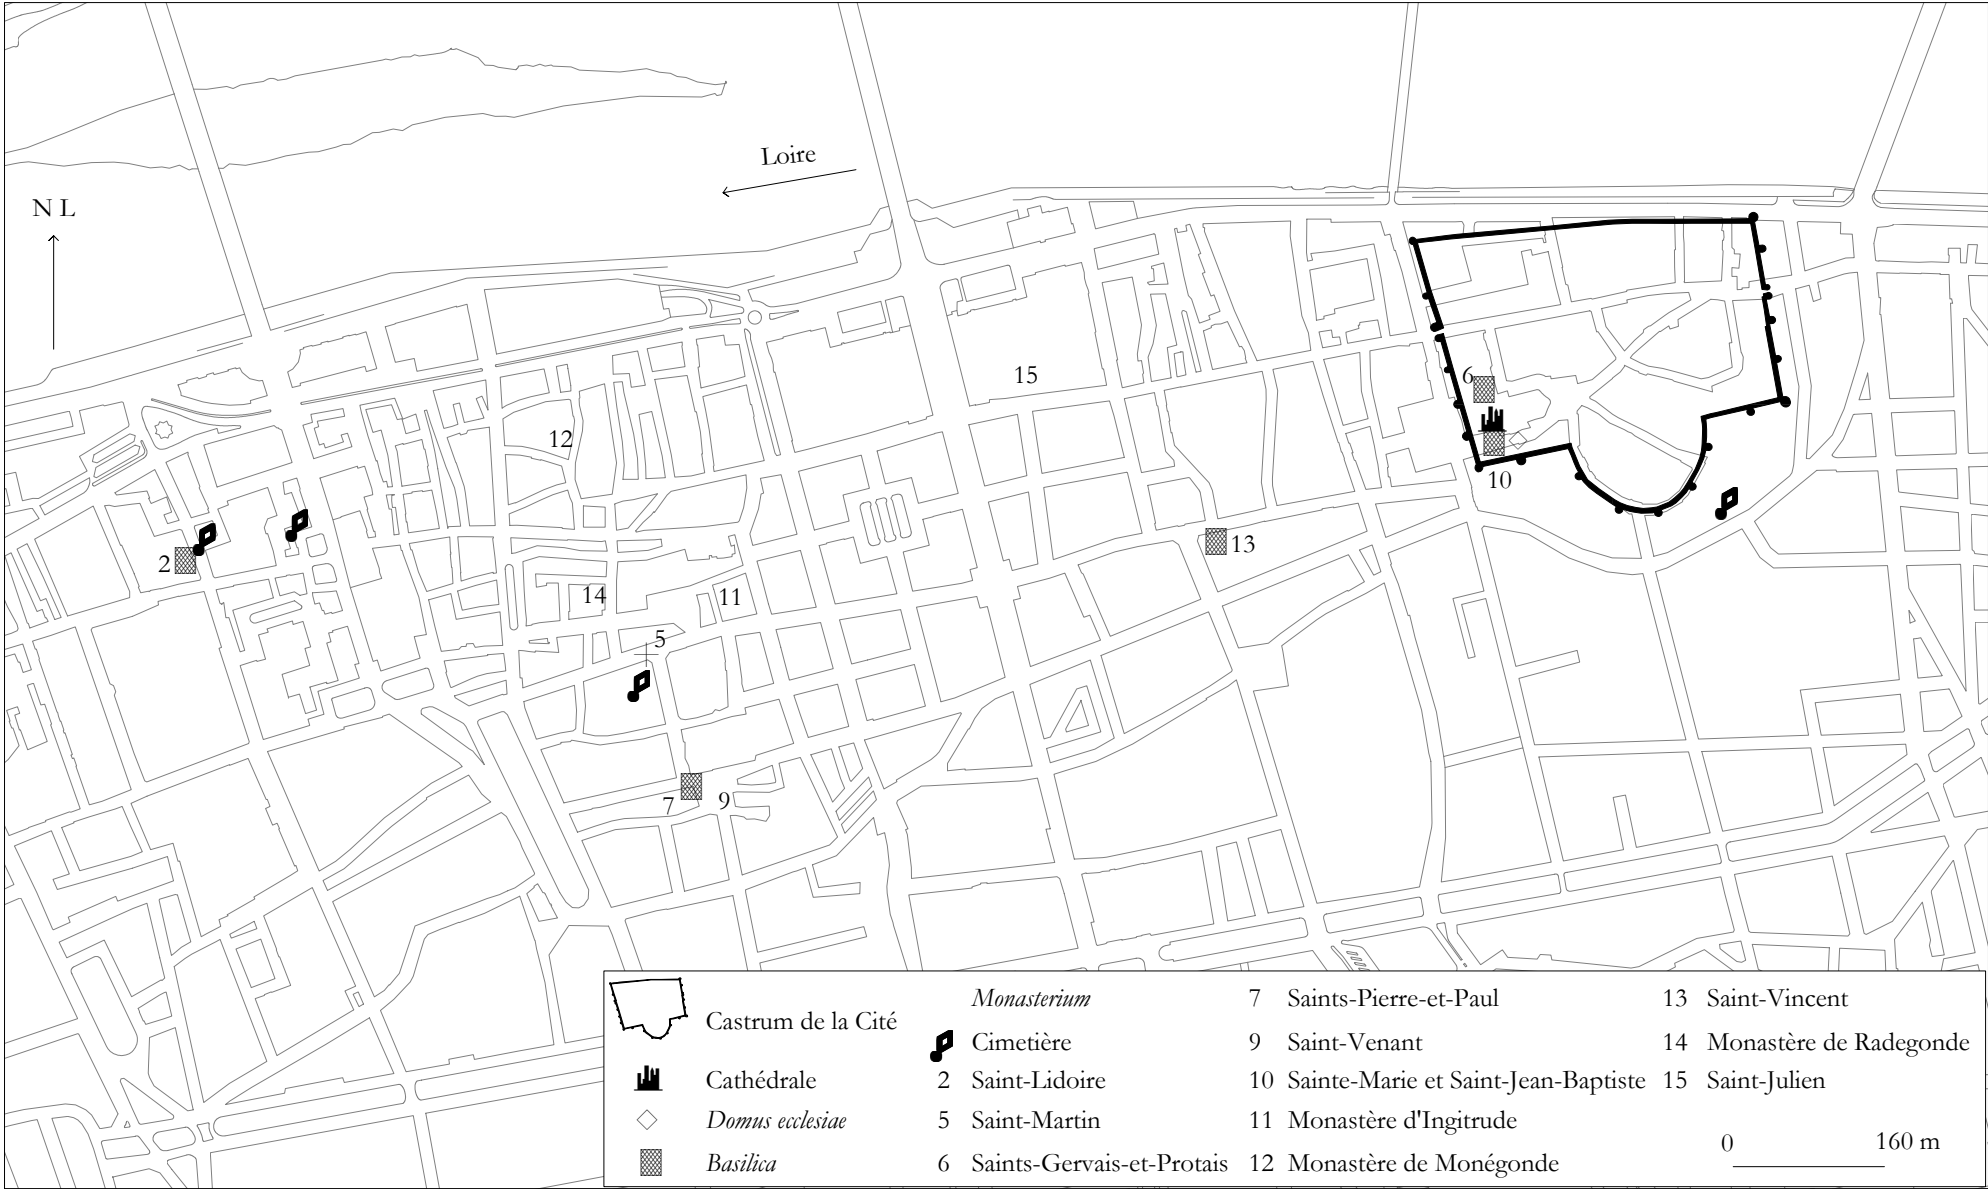 Loire
N L
15
6
12
10
13
2
14
11
5
7
9
Castrum de la Cité
Cathédrale
Domus ecclesiae
Basilica
Monasterium
Cimetière
2 Saint-Lidoire
5 Saint-Martin
6 Saints-Gervais-et-Protais
7 Saints-Pierre-et-Paul
9 Saint-Venant
10 Sainte-Marie et Saint-Jean-Baptiste
11 Monastère d'Ingitrude
12 Monastère de Monégonde
13 Saint-Vincent
14 Monastère de Radegonde
15 Saint-Julien
0 160 m